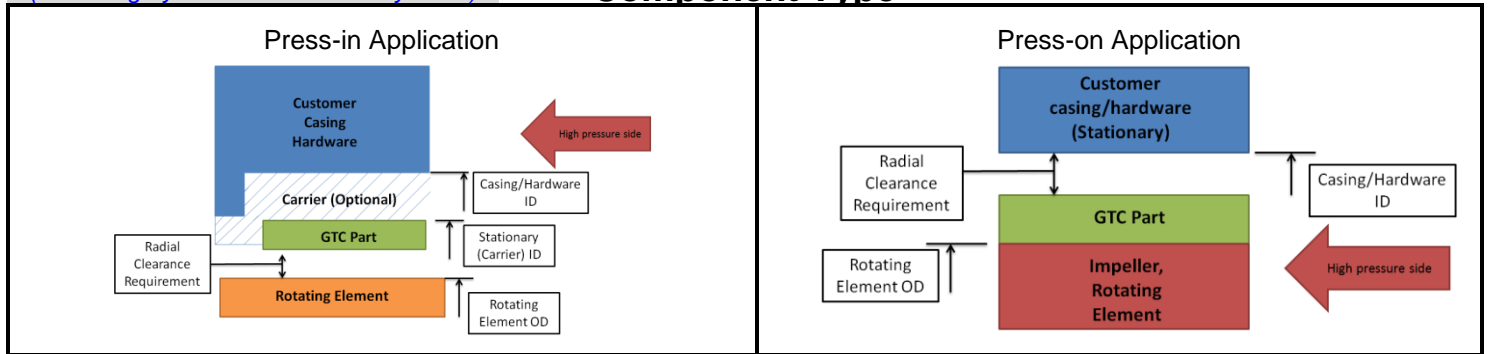 Press-in Application
Customer
Casing
Hardware
High pressure side
Carrier (Optional)
Casing/Hardware
ID
GTC Part
Stationary
(Carrier) ID
Radial
Clearance
Requirement
Rotating Element
Rotating
Element OD
Press-on Application
Customer
casing/hardware
(Stationary)
Radial
Clearance
Requirement
Casing/Hardware
ID
GTC Part
Rotating
Element OD
Impeller,
Rotating
Element
High pressure side